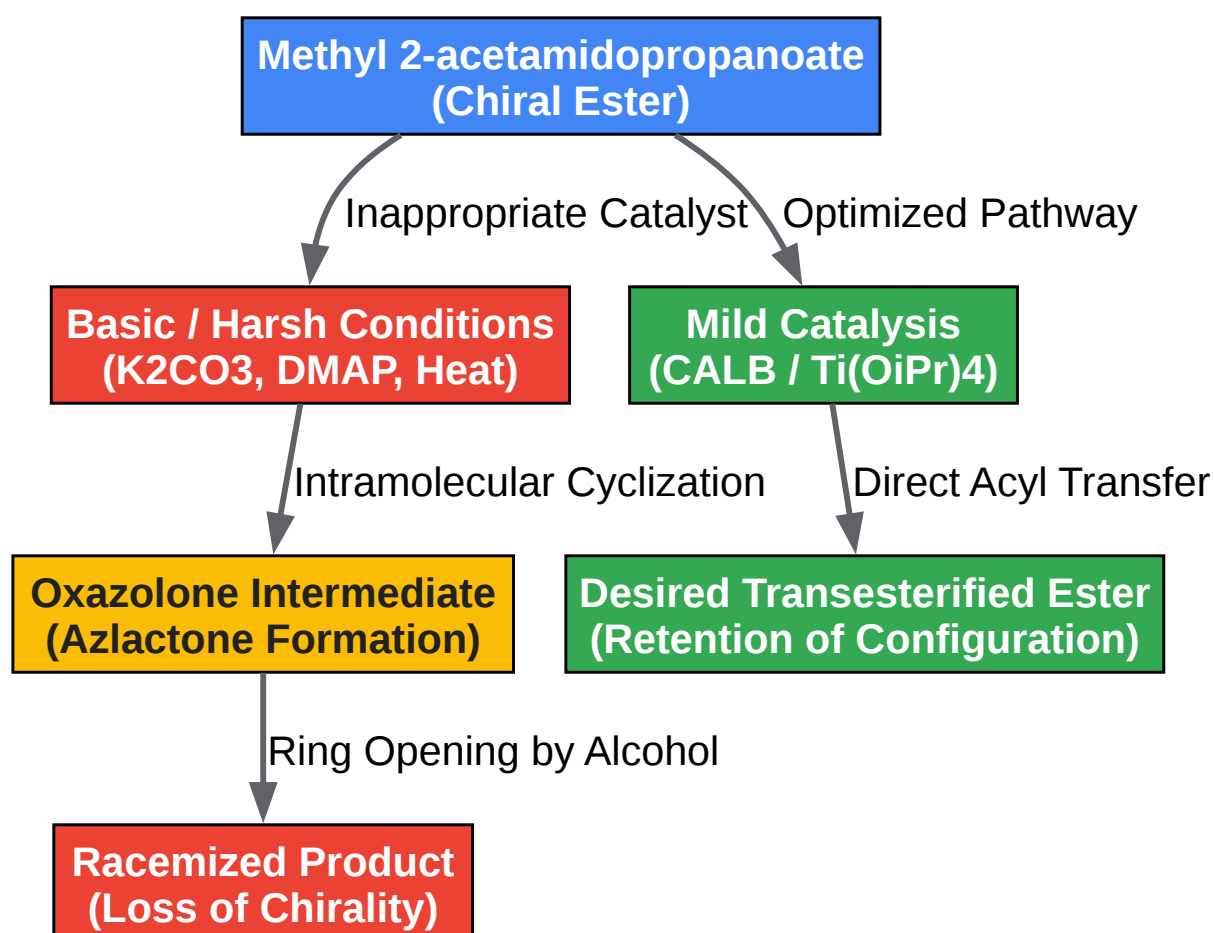 Methyl 2-acetamidopropanoate
(Chiral Ester)
Inappropriate Catalyst
Optimized Pathway
Basic / Harsh Conditions
(K2CO3, DMAP, Heat)
Mild Catalysis
(CALB / Ti(OiPr)4)
Intramolecular Cyclization
Direct Acyl Transfer
Oxazolone Intermediate
(Azlactone Formation)
Desired Transesterified Ester
(Retention of Configuration)
Ring Opening by Alcohol
Racemized Product
(Loss of Chirality)